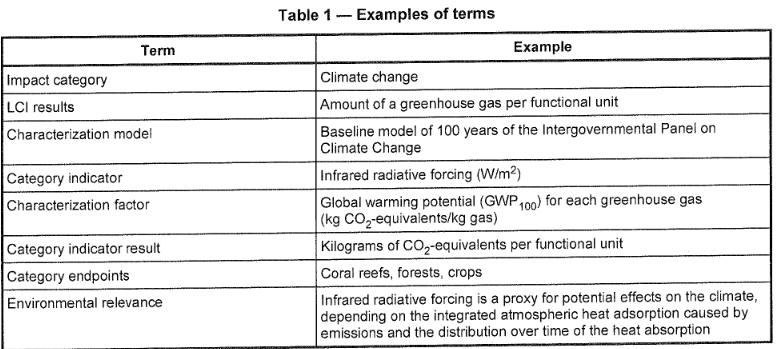 Table 1 — Examples of terms
Term
Example
Impact category
Climate change
LCI results
Amount of a greenhouse gas per functional unit
Characterization model
Baseline model of 100 years of the Intergovernmental Panel on
Climate Change
Category indicator
Infrared radiative forcing (W/m²)
Characterization factor
Global warming potential (GWP₁₀₀) for each greenhouse gas
(kg CO₂-equivalents/kg gas)
Category indicator result
Kilograms of CO₂-equivalents per functional unit
Category endpoints
Coral reefs, forests, crops
Environmental relevance
Infrared radiative forcing is a proxy for potential effects on the climate,
depending on the integrated atmospheric heat adsorption caused by
emissions and the distribution over time of the heat absorption